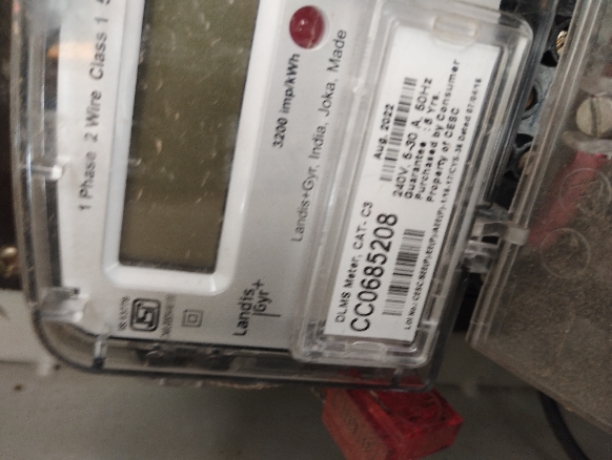 1 Phase 2 Wire Class 1
3200 imp/kWh
Landis+Gyr, India, Joka, Made
Landis
Gyr+
DLMS Meter, CAT- C3
CC0685208
Aug. 2022
240V, 5-30 A, 50Hz
Guarantee : 5 Yrs.
Purchased by Consumer
Property of CESC